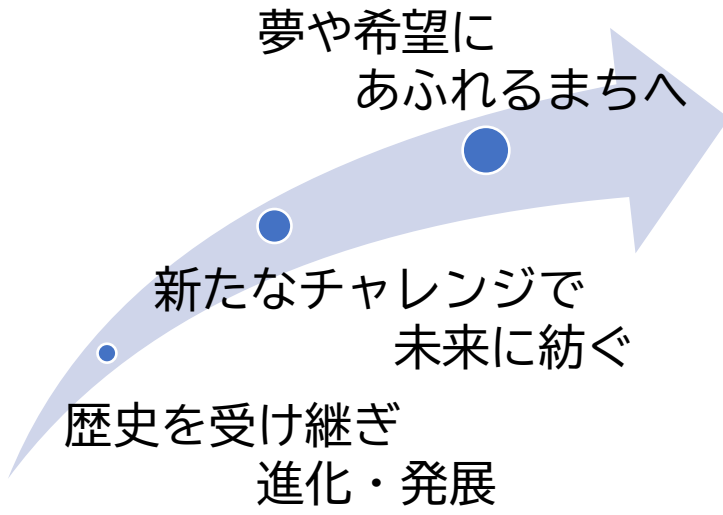 夢や希望に
あふれるまちへ
新たなチャレンジで
未来に紡ぐ
歴史を受け継ぎ
進化・発展